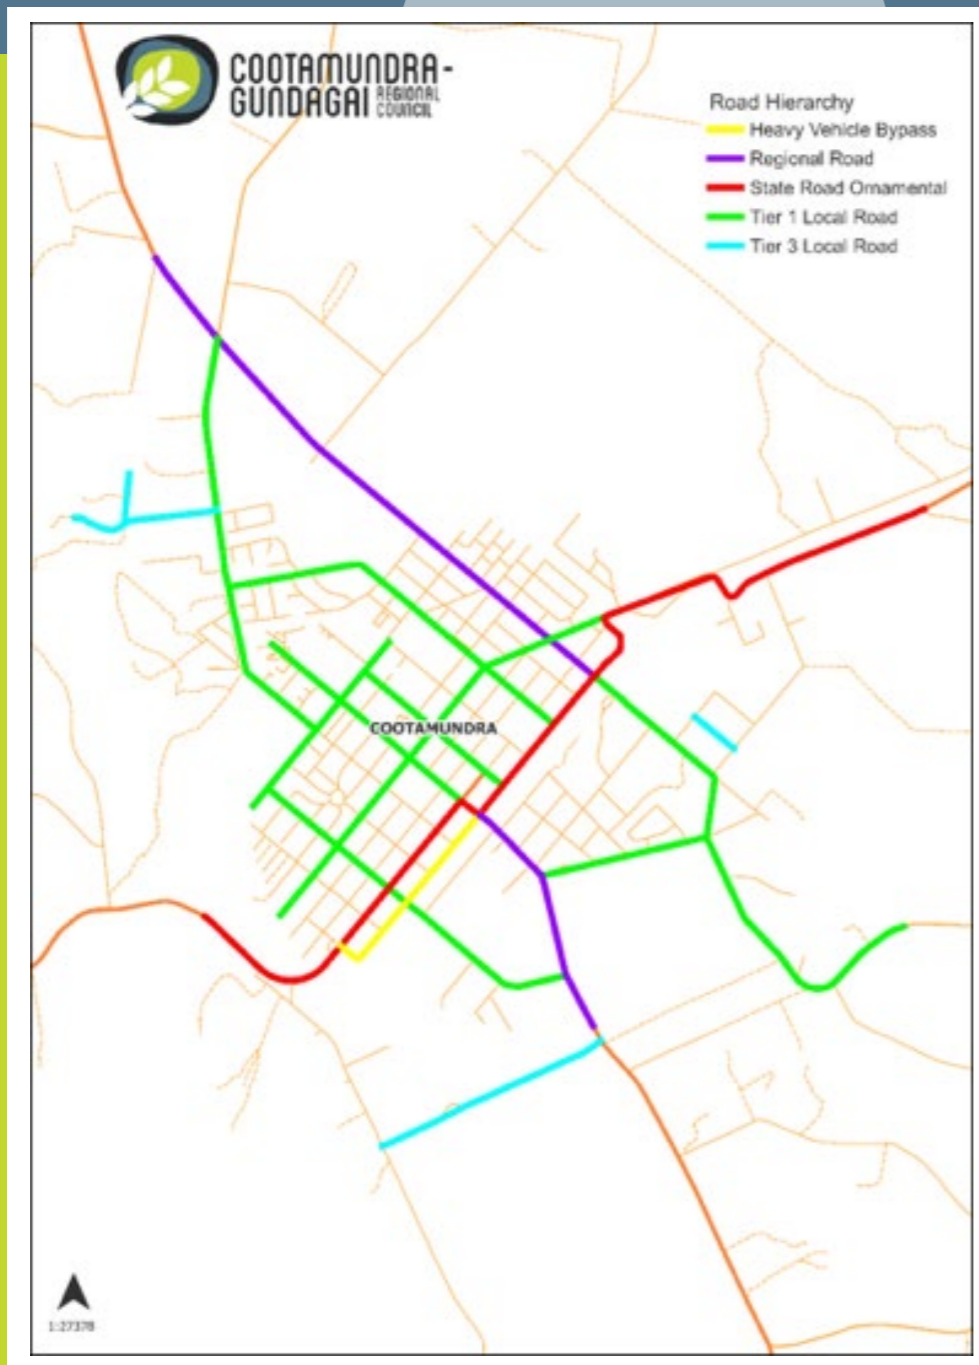 COOTAMUNDRA-
GUNDAGAI REGIONAL COUNCIL
Road Hierarchy
Heavy Vehicle Bypass
Regional Road
State Road Ornamental
Tier 1 Local Road
Tier 3 Local Road
COOTAMUNDRA
1:27378